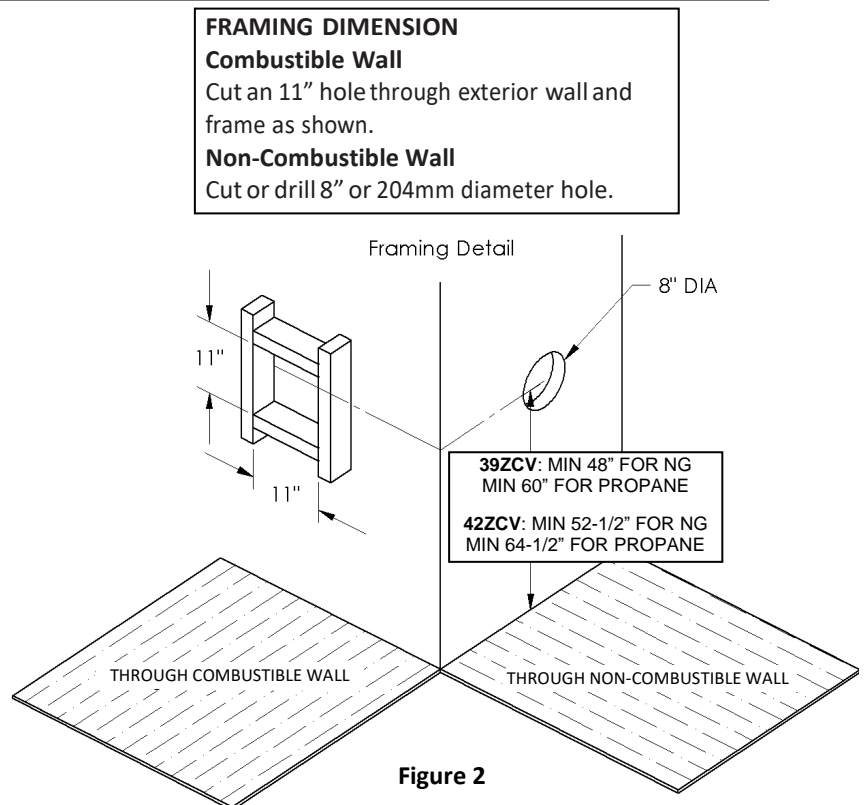 FRAMING DIMENSION
Combustible Wall
Cut an 11” hole through exterior wall and
frame as shown.
Non-Combustible Wall
Cut or drill 8” or 204mm diameter hole.
Framing Detail
8" DIA
11"
11"
39ZCV: MIN 48” FOR NG
MIN 60” FOR PROPANE
42ZCV: MIN 52-1/2” FOR NG
MIN 64-1/2” FOR PROPANE
THROUGH COMBUSTIBLE WALL
THROUGH NON-COMBUSTIBLE WALL
Figure 2